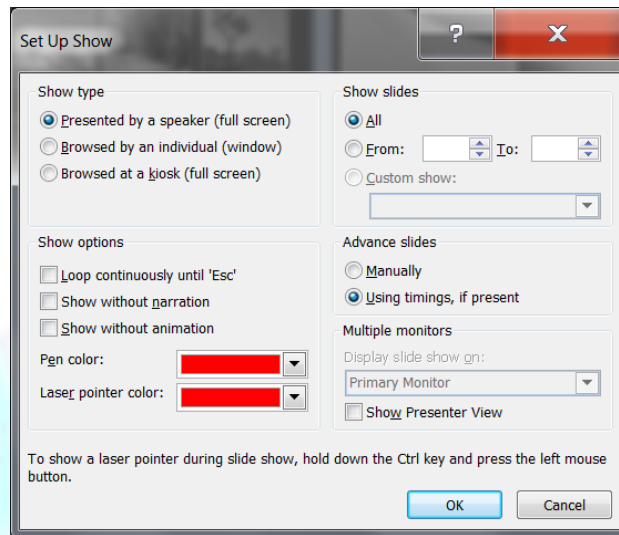 Set Up Show
?
X
Show type
Presented by a speaker (full screen)
Browsed by an individual (window)
Browsed at a kiosk (full screen)
Show slides
All
From: To:
Custom show:
Show options
Loop continuously until 'Esc'
Show without narration
Show without animation
Pen color:
Laser pointer color:
Advance slides
Manually
Using timings, if present
Multiple monitors
Display slide show on:
Primary Monitor
Show Presenter View
To show a laser pointer during slide show, hold down the Ctrl key and press the left mouse
button.
OK Cancel